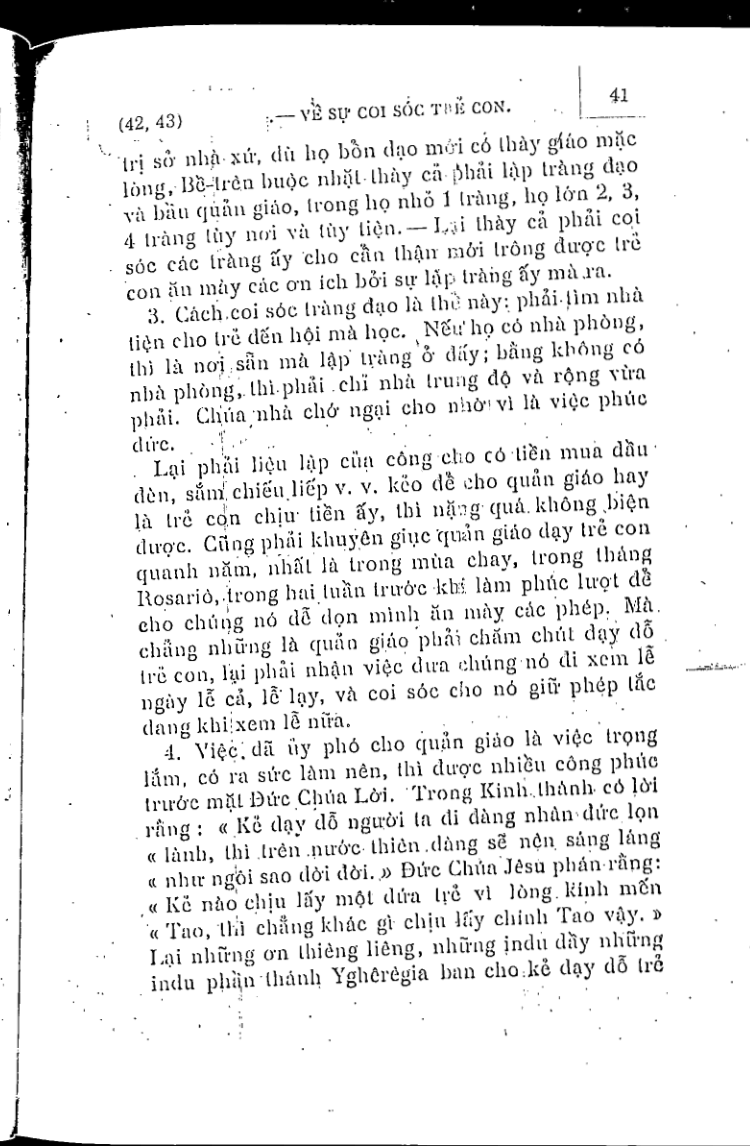 (42, 43) — VỀ SỰ COI SÓC TRẺ CON. 41
trị sở nhà xứ, dù họ bổn đạo mới có thày giáo mặc
lòng, Bề-trên buộc nhặt thày cả phải lập tràng đạo
và bầu quản giáo, trong họ nhỏ 1 tràng, họ lớn 2, 3,
4 tràng tùy nơi và tùy tiện. — Lại thày cả phải coi
sóc các tràng ấy cho cẩn thận mới trông được trẻ
con ăn mày các ơn ích bởi sự lập tràng ấy mà ra.
3. Cách coi sóc tràng đạo là thể này: phải tìm nhà
tiện cho trẻ đến hội mà học. Nếu họ có nhà phòng,
thì là nơi sẵn mà lập tràng ở đấy; bằng không có
nhà phòng, thì phải chỉ nhà trung độ và rộng vừa
phải. Chúa nhà chớ ngại cho nhờ vì là việc phúc
đức.
Lại phải liệu lập của công cho có tiền mua dầu
đèn, sắm chiếu liếp v. v. kẻo để cho quản giáo hay
là trẻ con chịu tiền ấy, thì nặng quá không biện
được. Cũng phải khuyên giục quản giáo dạy trẻ con
quanh năm, nhất là trong mùa chay, trong tháng
Rosariò, trong hai tuần trước khi làm phúc lượt để
cho chúng nó dễ dọn mình ăn mày các phép. Mà
chẳng những là quản giáo phải chăm chút dạy dỗ
trẻ con, lại phải nhận việc đưa chúng nó đi xem lễ
ngày lễ cả, lễ lạy, và coi sóc cho nó giữ phép tắc
đang khi xem lễ nữa.
4. Việc đã ủy phó cho quản giáo là việc trọng
lắm, có ra sức làm nên, thì được nhiều công phúc
trước mặt Đức Chúa Lời. Trong Kinh thánh có lời
rằng: « Kẻ dạy dỗ người ta đi đàng nhân đức lọn
« lành, thì trên nước thiên đàng sẽ nên sáng láng
« như ngôi sao đời đời. » Đức Chúa Jêsu phán rằng:
« Kẻ nào chịu lấy một đứa trẻ vì lòng kính mến
« Tao, thì chẳng khác gì chịu lấy chính Tao vậy. »
Lại những ơn thiêng liêng, những indu đầy những
indu phần thánh Yghêrêgia ban cho kẻ dạy dỗ trẻ